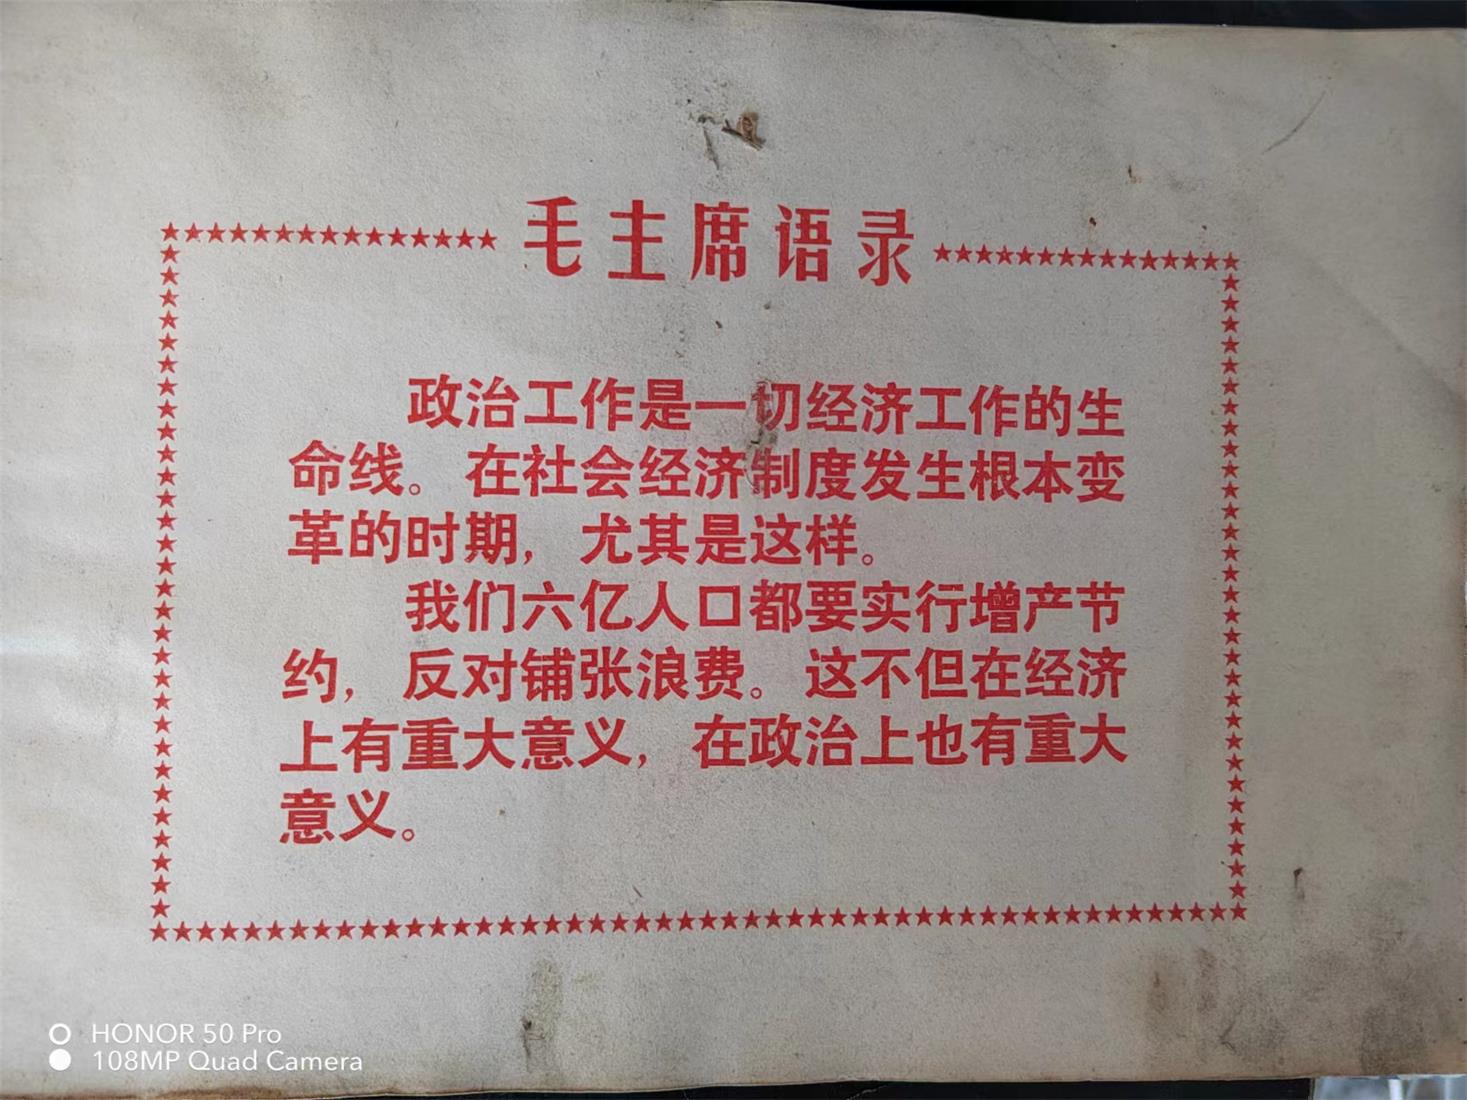 毛主席语录
政治工作是一切经济工作的生
命线。在社会经济制度发生根本变
革的时期，尤其是这样。
我们六亿人口都要实行增产节
约，反对铺张浪费。这不但在经济
上有重大意义，在政治上也有重大
意义。
HONOR 50 Pro
108MP Quad Camera